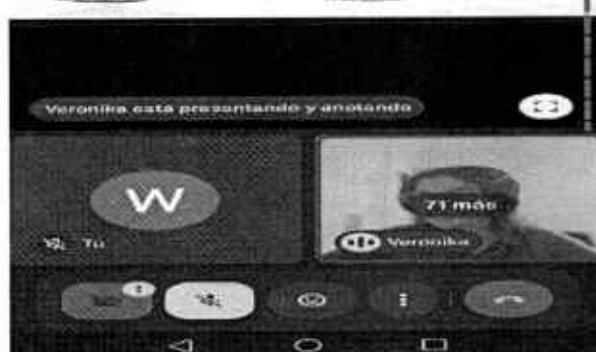 Veronika está presentando y anotando
W
71 más
Tú
Veronika